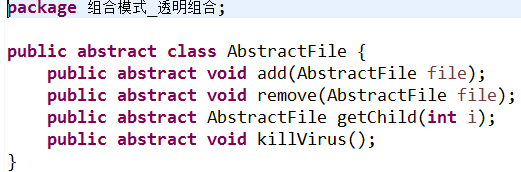 package 组合模式_透明组合;
public abstract class AbstractFile {
public abstract void add(AbstractFile file);
public abstract void remove(AbstractFile file);
public abstract AbstractFile getChild(int i);
public abstract void killVirus();
}